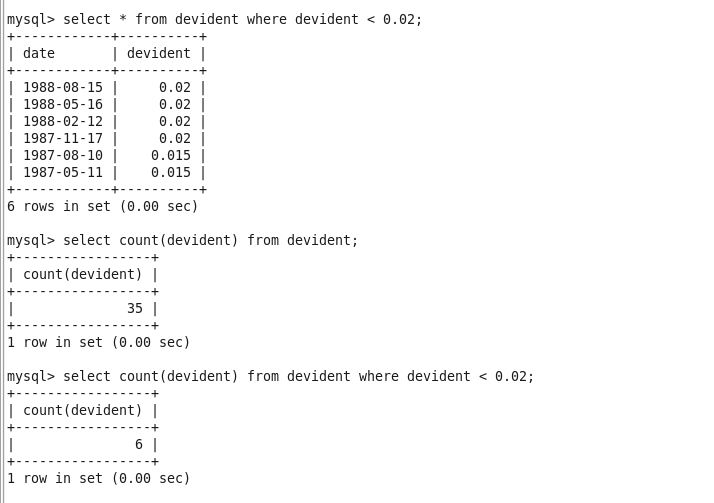 mysql> select * from devident where devident < 0.02;
+------------+----------+
| date       | devident |
+------------+----------+
| 1988-08-15 |     0.02 |
| 1988-05-16 |     0.02 |
| 1988-02-12 |     0.02 |
| 1987-11-17 |     0.02 |
| 1987-08-10 |    0.015 |
| 1987-05-11 |    0.015 |
+------------+----------+
6 rows in set (0.00 sec)

mysql> select count(devident) from devident;
+-----------------+
| count(devident) |
+-----------------+
|              35 |
+-----------------+
1 row in set (0.00 sec)

mysql> select count(devident) from devident where devident < 0.02;
+-----------------+
| count(devident) |
+-----------------+
|               6 |
+-----------------+
1 row in set (0.00 sec)